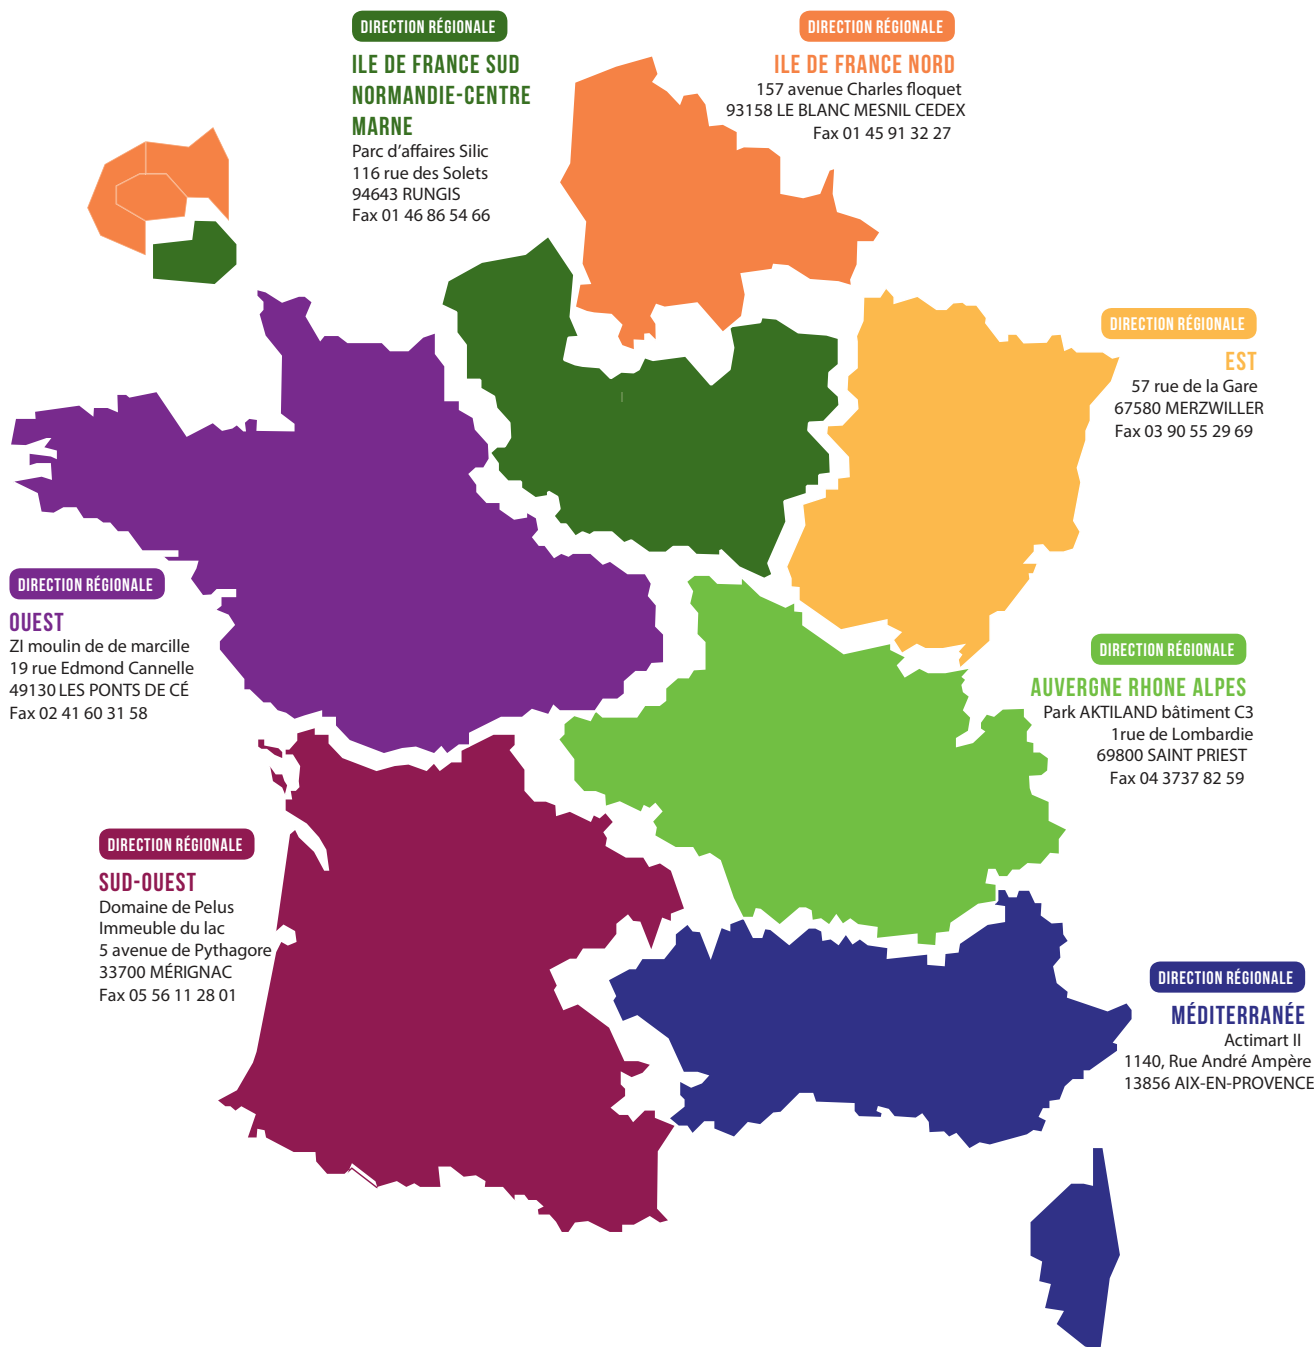 DIRECTION RÉGIONALE
ILE DE FRANCE SUD
NORMANDIE-CENTRE
MARNE
Parc d'affaires Silic
116 rue des Solets
94643 RUNGIS
Fax 01 46 86 54 66
DIRECTION RÉGIONALE
ILE DE FRANCE NORD
157 avenue Charles floquet
93158 LE BLANC MESNIL CEDEX
Fax 01 45 91 32 27
DIRECTION RÉGIONALE
EST
57 rue de la Gare
67580 MERZWILLER
Fax 03 90 55 29 69
DIRECTION RÉGIONALE
OUEST
ZI moulin de de marcille
19 rue Edmond Cannelle
49130 LES PONTS DE CÉ
Fax 02 41 60 31 58
DIRECTION RÉGIONALE
AUVERGNE RHONE ALPES
Park AKTILAND bâtiment C3
1rue de Lombardie
69800 SAINT PRIEST
Fax 04 3737 82 59
DIRECTION RÉGIONALE
SUD-OUEST
Domaine de Pelus
Immeuble du lac
5 avenue de Pythagore
33700 MÉRIGNAC
Fax 05 56 11 28 01
DIRECTION RÉGIONALE
MÉDITERRANÉE
Actimart II
1140, Rue André Ampère
13856 AIX-EN-PROVENCE